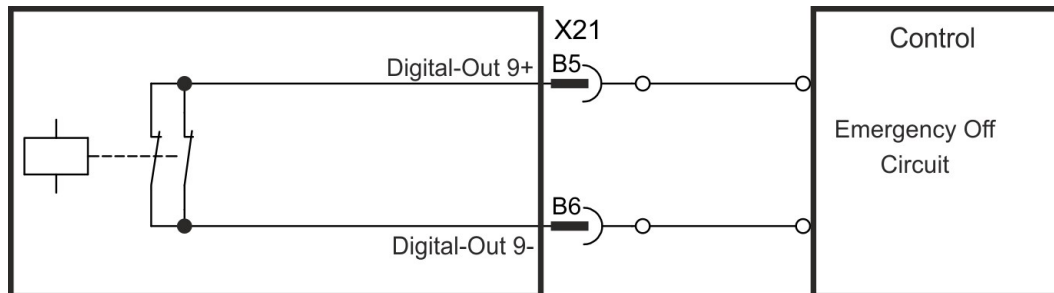 X21
Control
Digital-Out 9+
B5
Emergency Off
Circuit
B6
Digital-Out 9-